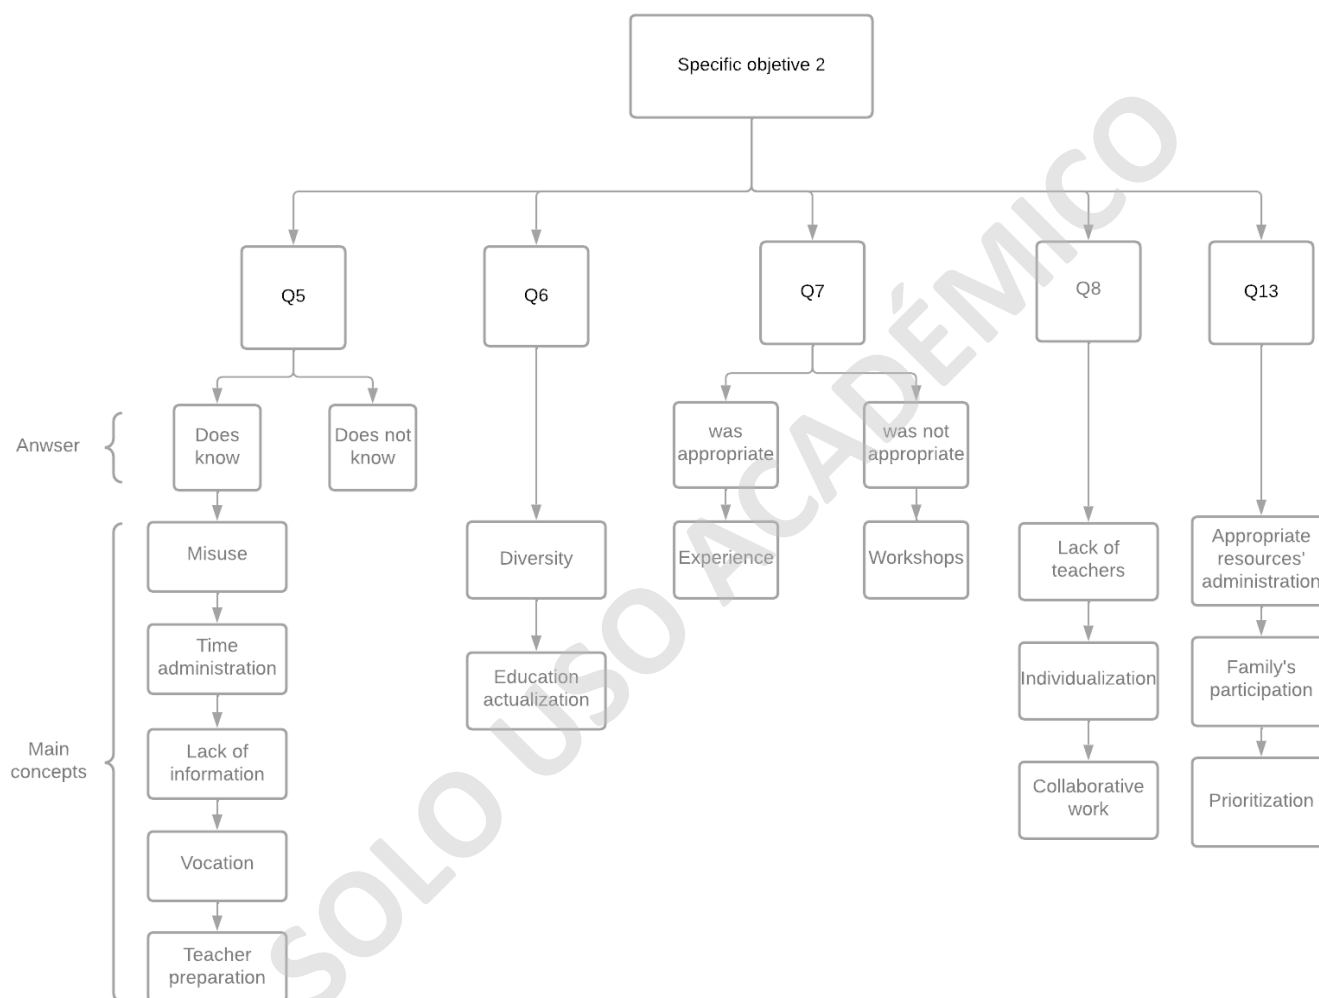 Specific objetive 2
Q5
Q6
Q7
Q8
Q13
Anwser
Does
know
Does not
know
was
appropriate
was not
appropriate
Main
concepts
Misuse
Time
administration
Lack of
information
Vocation
Teacher
preparation
Diversity
Education
actualization
Experience
Workshops
Lack of
teachers
Individualization
Collaborative
work
Appropriate
resources'
administration
Family's
participation
Prioritization
SOLO USO ACADÉMICO